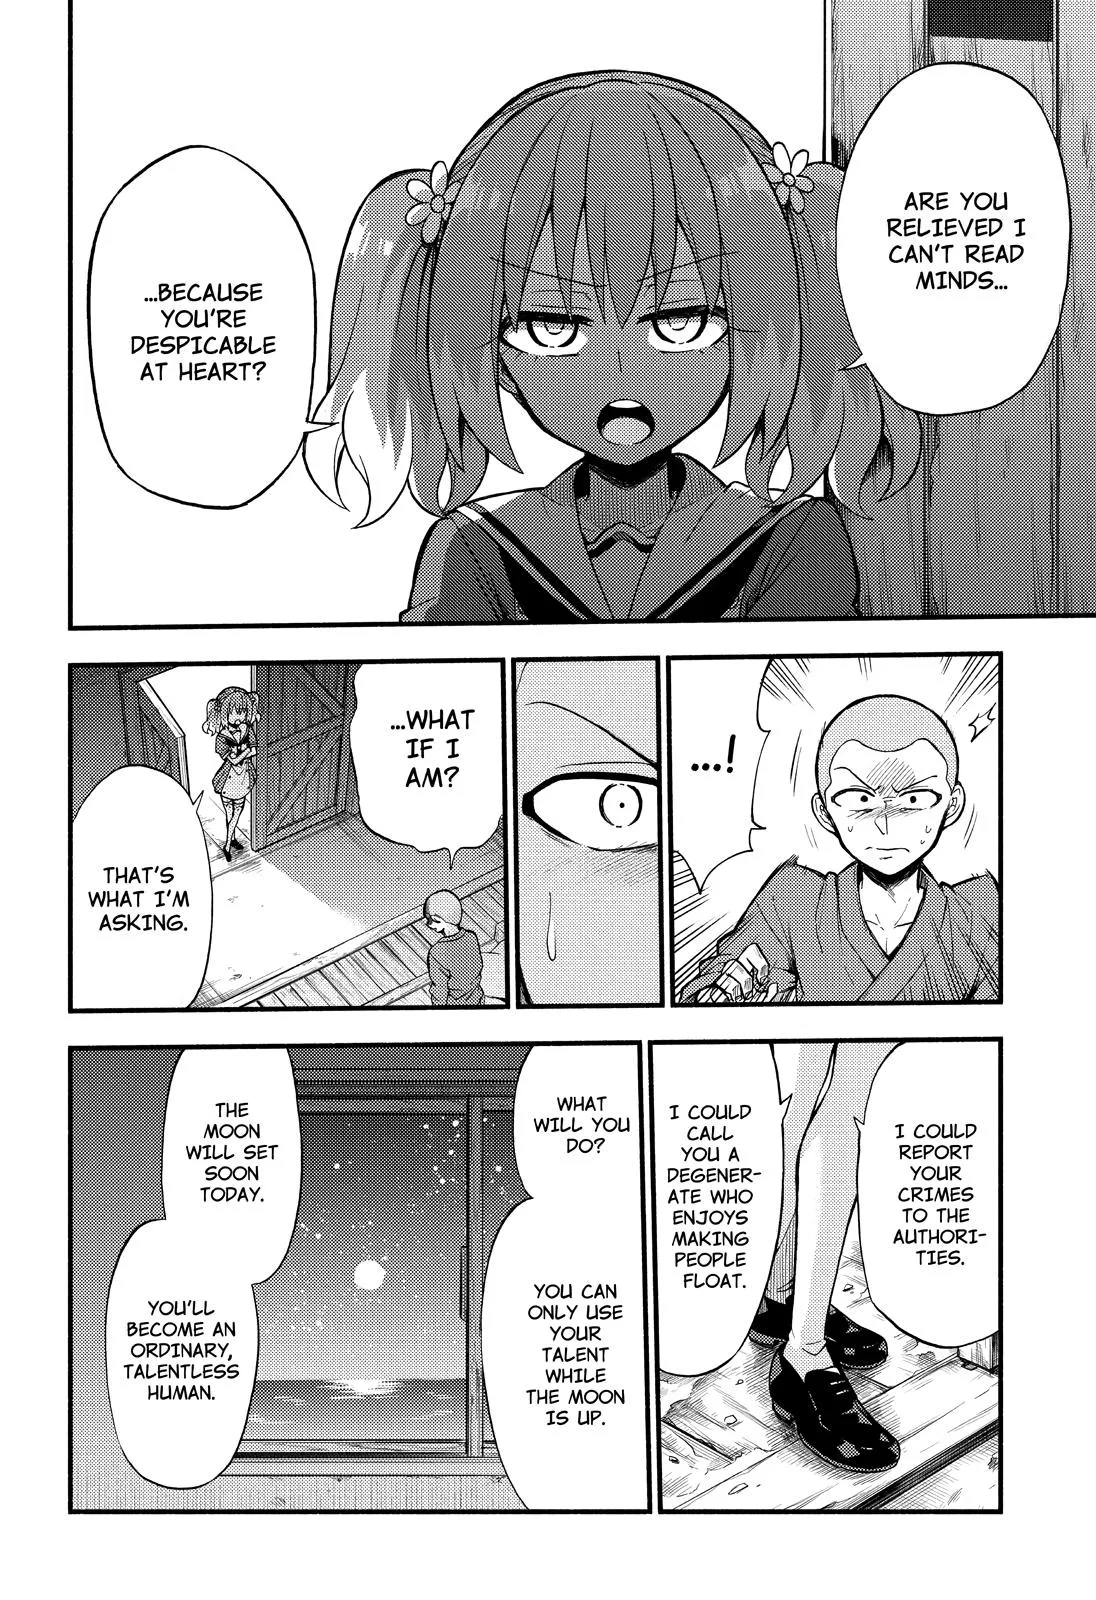 ARE YOU
RELIEVED I
CAN'T READ
MINDS...
...BECAUSE
YOU'RE
DESPICABLE
AT HEART?
...!
...WHAT
IF I
AM?
THAT'S
WHAT I'M
ASKING.
I COULD
REPORT
YOUR
CRIMES
TO THE
AUTHORI-
TIES.
I COULD
CALL
YOU A
DEGENER-
ATE WHO
ENJOYS
MAKING
PEOPLE
FLOAT.
WHAT
WILL YOU
DO?
YOU CAN
ONLY USE
YOUR
TALENT
WHILE
THE MOON
IS UP.
THE
MOON
WILL SET
SOON
TODAY.
YOU'LL
BECOME AN
ORDINARY,
TALENTLESS
HUMAN.